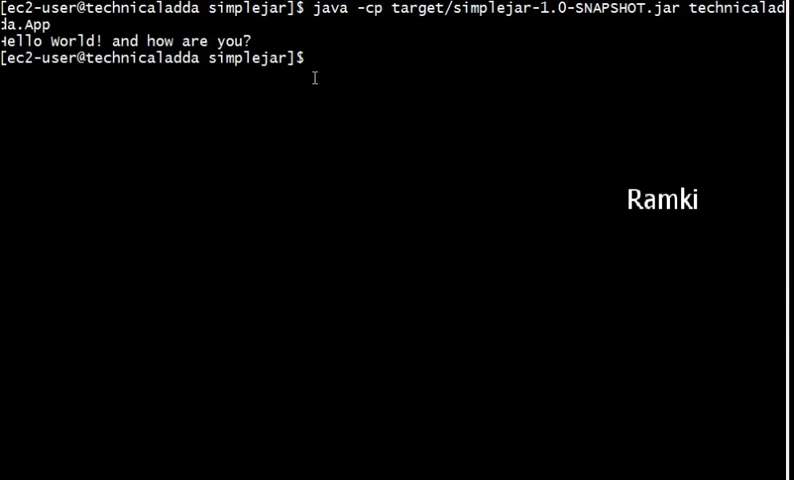 [ec2-user@technicaladda simplejar]$ java -cp target/simplejar-1.0-SNAPSHOT.jar technicalad
da.App
Hello World! and how are you?
[ec2-user@technicaladda simplejar]$
Ramki